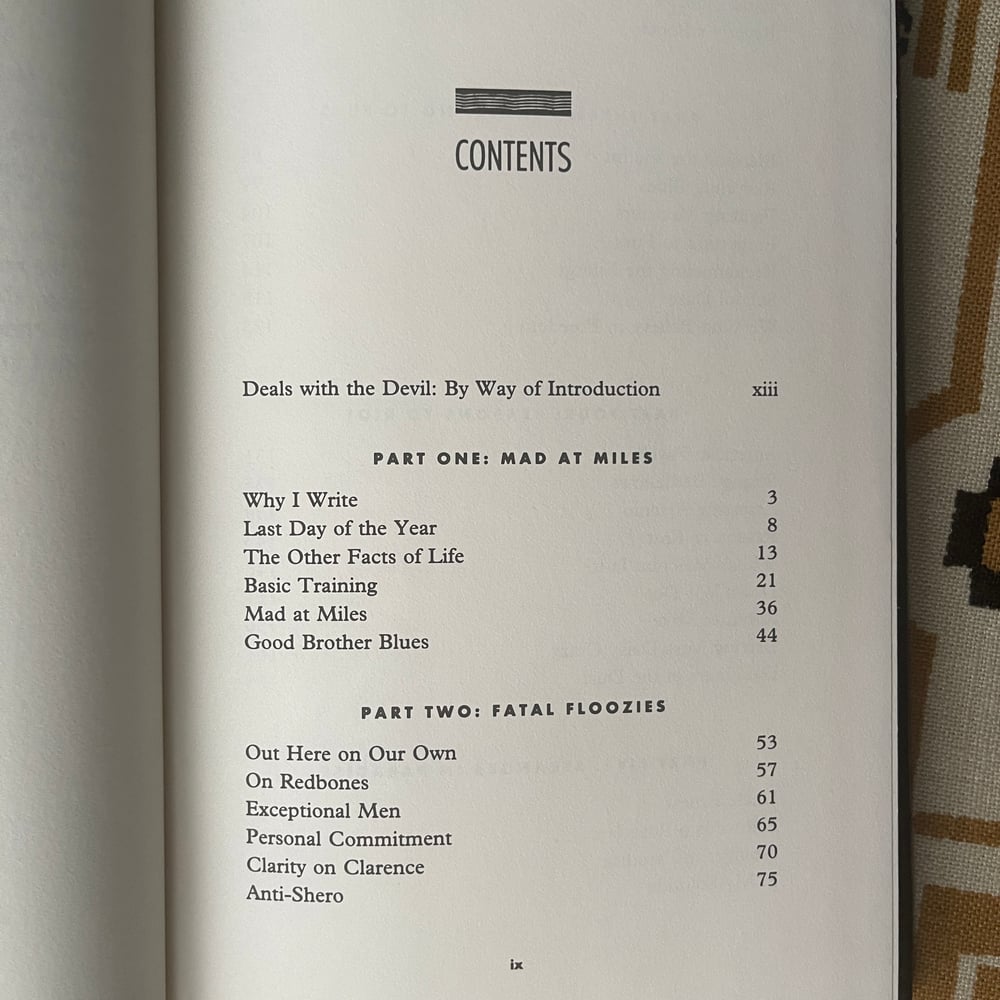 CONTENTS
Deals with the Devil: By Way of Introduction xiii
PART ONE: MAD AT MILES
Why I Write 3
Last Day of the Year 8
The Other Facts of Life 13
Basic Training 21
Mad at Miles 36
Good Brother Blues 44
PART TWO: FATAL FLOOZIES
Out Here on Our Own 53
On Redbones 57
Exceptional Men 61
Personal Commitment 65
Clarity on Clarence 70
Anti-Shero 75
ix